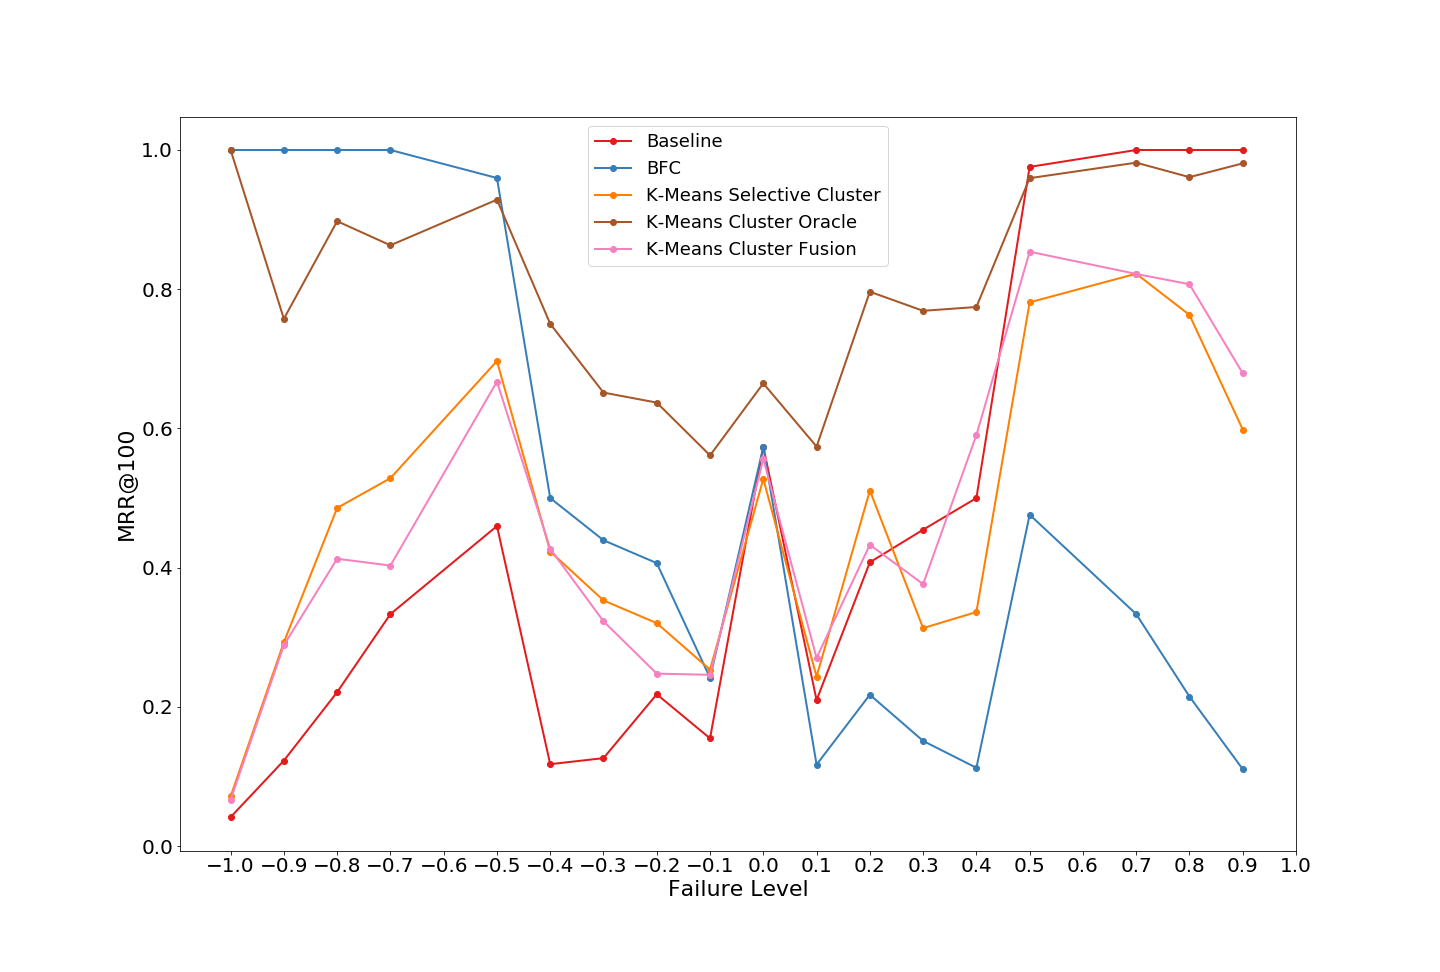 Baseline
BFC
K-Means Selective Cluster
K-Means Cluster Oracle
K-Means Cluster Fusion
1.0
0.8
0.6
0.4
0.2
0.0
MRR@100
−1.0 −0.9 −0.8 −0.7 −0.6 −0.5 −0.4 −0.3 −0.2 −0.1 0.0 0.1 0.2 0.3 0.4 0.5 0.6 0.7 0.8 0.9 1.0
Failure Level